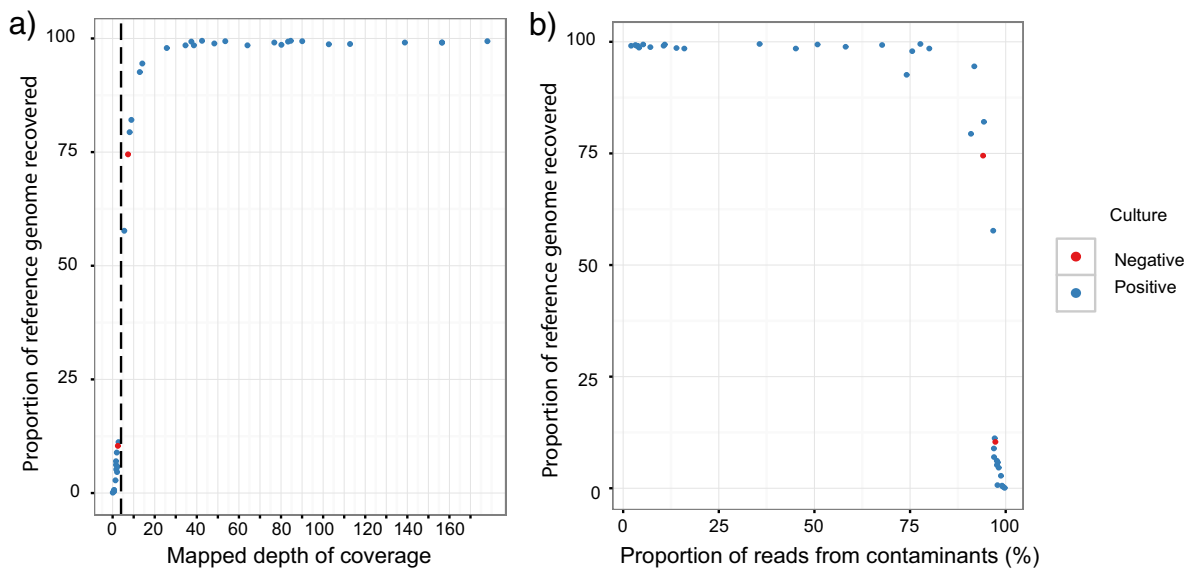 a)
Proportion of reference genome recovered
100
75
50
25
0
0 20 40 60 80 100 120 140 160
Mapped depth of coverage
b)
Proportion of reference genome recovered
100
75
50
25
0
0 25 50 75 100
Proportion of reads from contaminants (%)
Culture
Negative
Positive